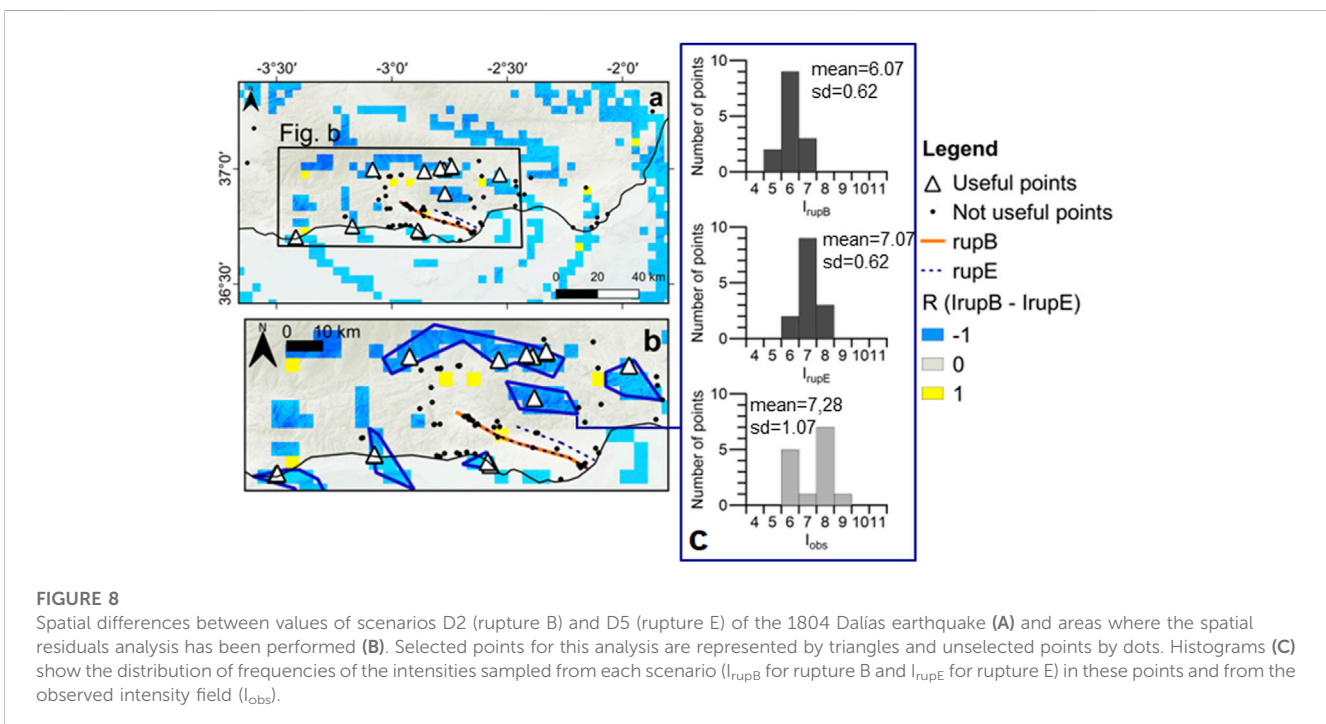 -3°30'
-3°0'
-2°30'
-2°0'
37°0'
36°30'
a
Fig. b
0 20 40 km
N
0 10 km
b
Number of points
10
5
0
mean=6.07
sd=0.62
4 5 6 7 8 9 1011
IrupB
Number of points
10
5
0
mean=7.07
sd=0.62
4 5 6 7 8 9 1011
IrupE
Number of points
10
5
0
mean=7,28
sd=1.07
4 5 6 7 8 9 1011
Iobs
C
Legend
Useful points
Not useful points
rupB
rupE
R (IrupB - IrupE)
-1
0
1
FIGURE 8
Spatial differences between values of scenarios D2 (rupture B) and D5 (rupture E) of the 1804 Dalías earthquake (A) and areas where the spatial
residuals analysis has been performed (B). Selected points for this analysis are represented by triangles and unselected points by dots. Histograms (C)
show the distribution of frequencies of the intensities sampled from each scenario (IrupB for rupture B and IrupE for rupture E) in these points and from the
observed intensity field (Iobs).